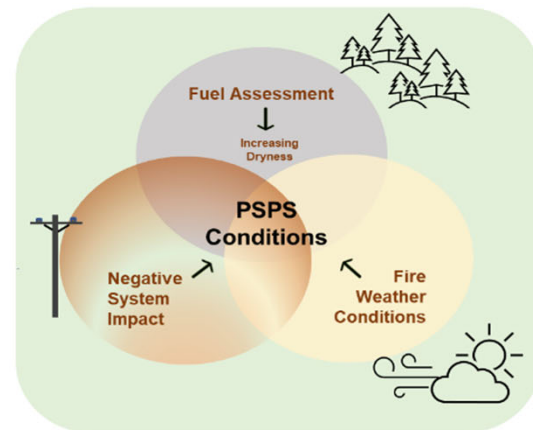 Fuel Assessment
Increasing
Dryness
PSPS
Conditions
Negative
System
Impact
Fire
Weather
Conditions